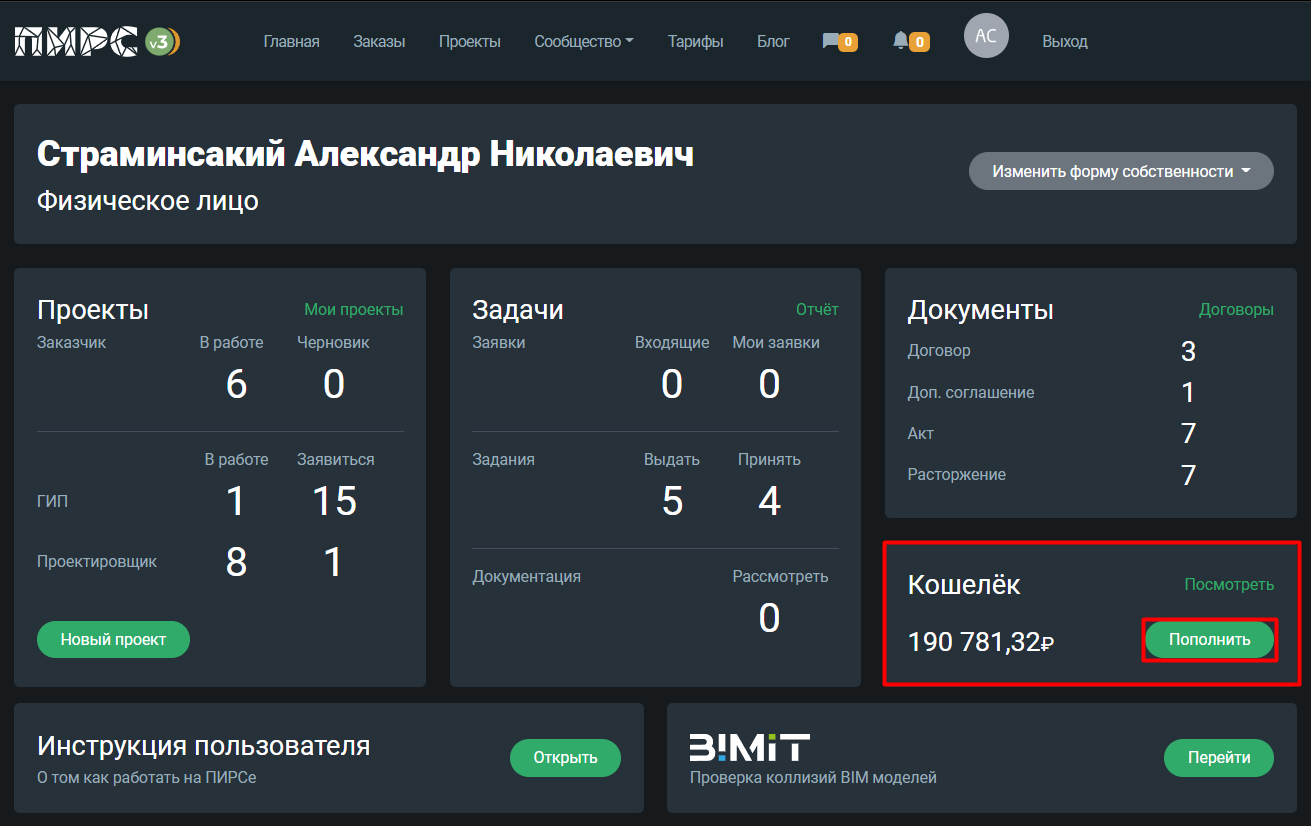 ПИРС v3
Главная
Заказы
Проекты
Сообщество
Тарифы
Блог
0
0
АС
Выход
Страминсакий Александр Николаевич
Физическое лицо
Изменить форму собственности
Проекты
Мои проекты
Заказчик
В работе
Черновик
6
0
В работе
Заявиться
ГИП
1
15
Проектировщик
8
1
Новый проект
Задачи
Отчёт
Заявки
Входящие
Мои заявки
0
0
Задания
Выдать
Принять
5
4
Документация
Рассмотреть
0
Документы
Договоры
Договор
3
Доп. соглашение
1
Акт
7
Расторжение
7
Кошелёк
Посмотреть
190 781,32₽
Пополнить
Инструкция пользователя
О том как работать на ПИРСе
Открыть
B!MiT
Проверка коллизий BIM моделей
Перейти